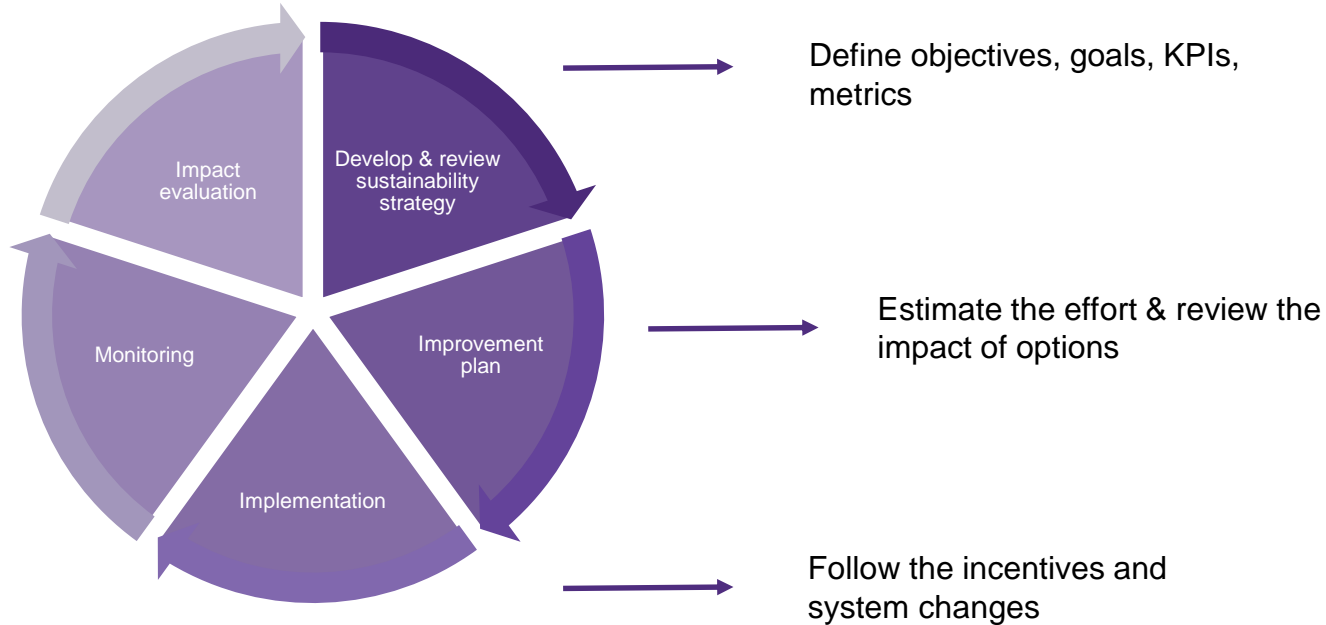 Impact
evaluation
Develop & review
sustainability
strategy
Improvement
plan
Implementation
Monitoring
Define objectives, goals, KPIs,
metrics
Estimate the effort & review the
impact of options
Follow the incentives and
system changes